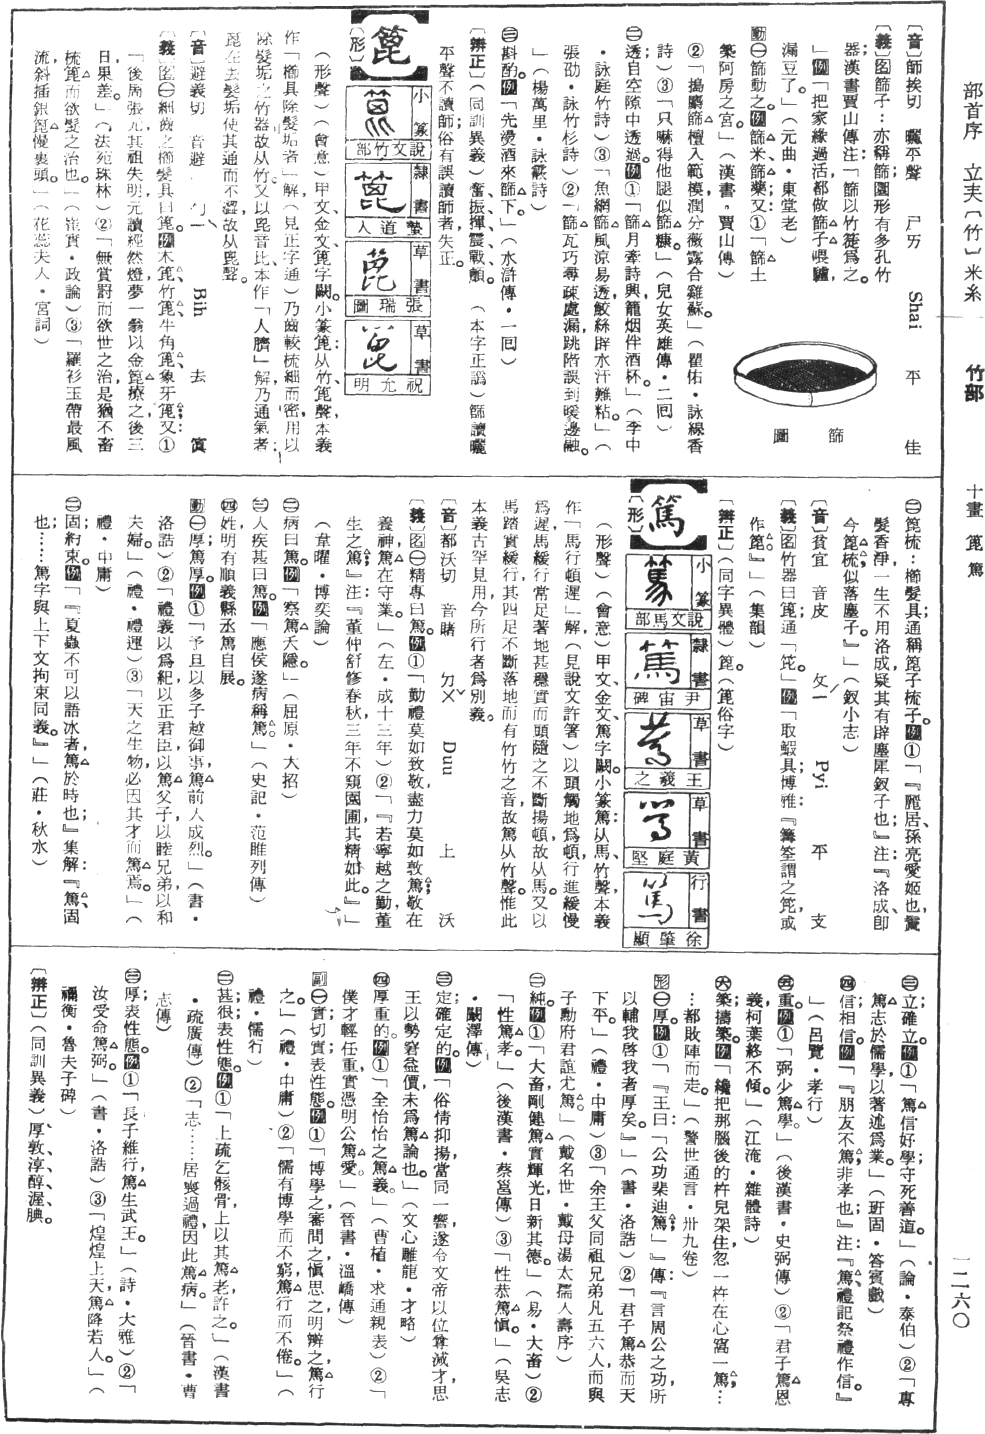 部首序　立夫〔竹〕米糸　竹部　十畫　篦　篤　一二六〇
〔音〕師挨切　曬平聲　ㄕㄞ　Shai　平・佳
〔義〕名篩子：亦稱篩圓形有多孔竹
器；漢書賈山傳注：「篩以竹蓰爲之。
」例「把家緣過活都做篩子喂驢
漏豆了。」（元曲・東堂老）
篩　圖
動㊀篩動之。例篩米、篩藥；又：①「篩土
築阿房之宮。」（漢書・賈山傳）
②「搗麝篩檀入範模，潤分薇露合雞蘇。」（瞿佑・詠線香
詩）③「只嚇得他腿似篩糠。」（兒女英雄傳・二回）
㊁透自空隙中透過。例①「篩月牽詩興，籠烟伴酒杯。」（李中
・詠庭竹詩）③「魚網篩風涼易透，鮫絲辟水汗難粘。」（
張劭・詠竹杉詩）②「篩瓦巧尋疎處漏，跳階誤到暖邊融。
」（楊萬里・詠霰詩）
㊂斟酌。例「先燙酒來篩下。」（水滸傳・一回）
〔辨正〕（同訓異義）奮、振、揮、震、戰、顫。（本字正譌）篩讀曬
平聲不讀師；俗有誤讀師者，失正。
篦
〔形〕
小篆　說文竹部
隸書　蟄道人
草書　張瑞圖
草書　祝允明
（形聲）（會意）甲文、金文篦字闕。小篆篦：从竹，篦聲，本義
作「櫛具除髮垢者」解，（見正字通）乃齒較梳細而密，用以
除髮垢之竹器，故从竹。又以毘音比，本作「人臍」解，乃通氣者；
毘在去髮垢使其通而不澀，故从毘聲。
〔音〕避義切　音避　ㄅㄧ　Bih　去　寘
〔義〕名㊀細齒之櫛髮具曰篦。例木篦、竹篦、牛角篦、象牙篦；又：①
「後周張元，其祖失明，元讀經然燈，夢一翁以金篦療之，後三
日果差。」（法苑珠林）②「無賞罰而欲世之治，是猶不畜
梳篦而欲髮之治也。」（崔寔・政論）③「羅衫玉帶最風
流，斜插銀篦慢裹頭。」（花蕊夫人・宮詞）
㊁篦梳：櫛髮具；通稱篦子、梳子。例①「『麗居，孫亮愛姬也，鬒
髮香淨，一生不用洛成，疑其有辟塵犀釵子也。』注：『洛成即
今篦梳；似落塵子。』」（釵小志）
〔音〕貧宜　音皮　ㄆㄧ　Pyi　平　支
〔義〕名竹器曰篦；通「笓」。例「取蝦具；博雅『篝筌謂之笓，或
作篦。』」（集韻）
〔辨正〕（同字異體）箆。（篦俗字）
篤
〔形〕
小篆　說文馬部
隸書　尹宙碑
草書　王羲之
草書　黃庭堅
行書　徐肇顯
（形聲）（會意）甲文、金文篤字闕。小篆篤：从馬，竹聲，本義
作「馬行頓遲」解，（見說文許箸）以頭觸地爲頓，行進緩慢
爲遲；馬緩行常足著地甚穩實而頭隨之不斷揚頓，故从馬。又以
馬踏實緩行，其四足不斷落地而有竹竹之音，故篤从竹聲。惟此
本義古罕見用，今所行者爲別義。
〔音〕都沃切　音睹　ㄉㄨˇ　Duu　上　沃
〔義〕名㊀精專曰篤。例①「勤禮莫如致敬，盡力莫如敦篤；敬在
養神，篤在守業。」（左・成十三年）②「『若寧越之勤，董
生之篤。』注：『董仲舒修春秋，三年不窺園圃，其精如此。』」
（韋曜・博奕論）
㊁病曰篤。例「察篤夭隱。」（屈原・大招）
㊂人疾甚曰篤。例「應侯遂病稱篤。」（史記・范睢列傳）
㊃姓，明有順義縣丞篤自展。
動㊀厚篤厚。例①「予旦以多子越御事，篤前人成烈。」（書・
洛誥）②「禮義以爲紀，以正君臣，以篤父子，以睦兄弟，以和
夫婦。」（禮・禮運）③「天之生物，必因其才而篤焉。」（
禮・中庸）
㊁固；約束。例「『夏蟲不可以語冰者，篤於時也。』集解『篤，固
也；……篤字與上下文拘束同義。』」（莊・秋水）
㊂立；確立。例①「篤信好學，守死善道。」（論・泰伯）②「專
篤志於儒學，以著述爲業。」（班固・答賓戲）
㊃信；相信。例「『朋友不篤，非孝也。』注：『篤，禮記祭禮作信。』
」（呂覽・孝行）
㊄重。例①「弼少篤學。」（後漢書・史弼傳）②「君子篤恩
義，柯葉終不傾。」（江淹・雜體詩）
㊅築；擣築。例「纔把那腦後的杵兒架住，忽一杵在心窩一篤，…
…都敗陣而走。」（警世通言・卅九卷）
形㊀厚。例①「『王曰：「公功棐迪篤；」』傳：『言周公之功，所
以輔我啓我者厚矣。』」（書・洛誥）②「君子篤恭而天
下平。」（禮・中庸）③「余王父同祖兄弟凡五六人，而與
子勳府君誼尤篤。」（戴名世・戴母湯太孺人壽序）
㊁純。例①「大畜剛健，篤實輝光，日新其德。」（易・大畜）②
「性篤孝。」（後漢書・蔡邕傳）③「性恭篤愼。」（吳志
・闞澤傳）
㊂定；確定的。例「俗情抑揚，當同一響，遂令文帝以位尊減才，思
王以勢窘益價，未爲篤論也。」（文心雕龍・才略）
㊃厚重的。例①「全怡怡之篤義。」（曹植・求通親表）②「
僕才輕任重，實憑明公篤愛。」（晉書・溫嶠傳）
副㊀實；切實；表性態。例①「博學之，審問之，愼思之，明辨之，篤行
之。」（禮・中庸）②「儒有博學而不窮，篤行而不倦。」（
禮・儒行）
㊁甚；很；表性態。例①「上疏乞骸骨，上以其篤老，許之。」（漢書
・疏廣傳）②「志……居喪過禮，因此篤病。」（晉書・曹
志傳）
㊂厚；表性態。例①「長子維行，篤生武王。」（詩・大雅）②「
汝受命篤弼。」（書・洛誥）③「煌煌上天，篤降若人。」（
禰衡・魯夫子碑）
〔辨正〕（同訓異義）厚、敦、淳、醇、渥、腆。